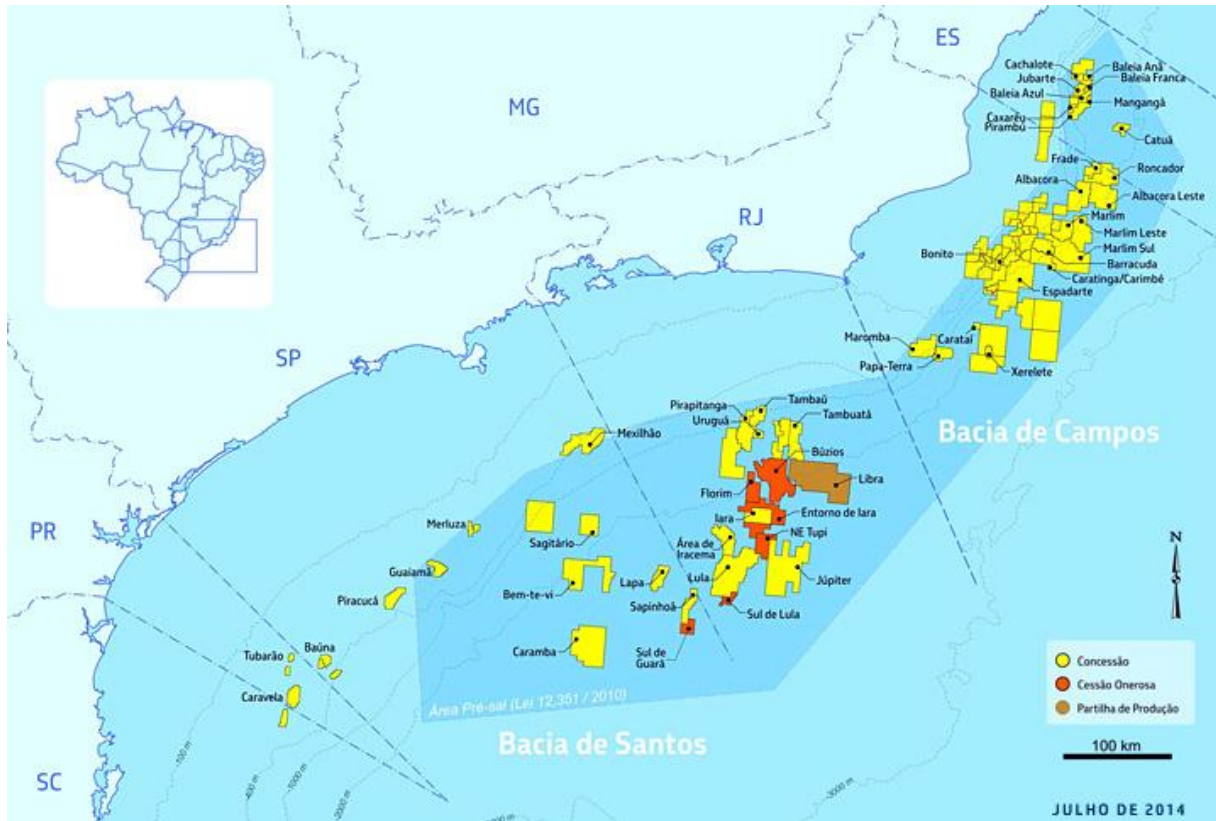 ES
MG
RJ
SP
PR
SC
Cachalote
Baleia Anã
Jubarte
Baleia Franca
Baleia Azul
Mangangá
Caxaréu
Pirambú
Catuá
Frade
Roncador
Albacora
Albacora Leste
Marlim
Marlim Leste
Marlim Sul
Bonito
Barracuda
Caratinga/Carimbé
Espadarte
Maromba
Carataí
Papa-Terra
Xerelete
Bacia de Campos
Pirapitanga
Tambaú
Uruguá
Tambuatá
Mexilhão
Búzios
Florim
Libra
Iara
Entorno de Iara
Merluza
Sagitário
Área de
Iracema
NE Tupi
Guaiamá
Bem-te-vi
Lapa
Lula
Júpiter
Piracucá
Sapinhoá
Sul de Lula
Caramba
Sul de
Guará
Tubarão
Baúna
Caravela
Área Pré-sal (Lei 12,351 / 2010)
Bacia de Santos
-100 m
-400 m
-1000 m
-2000 m
-3000 m
N
Concessão
Cessão Onerosa
Partilha de Produção
100 km
JULHO DE 2014